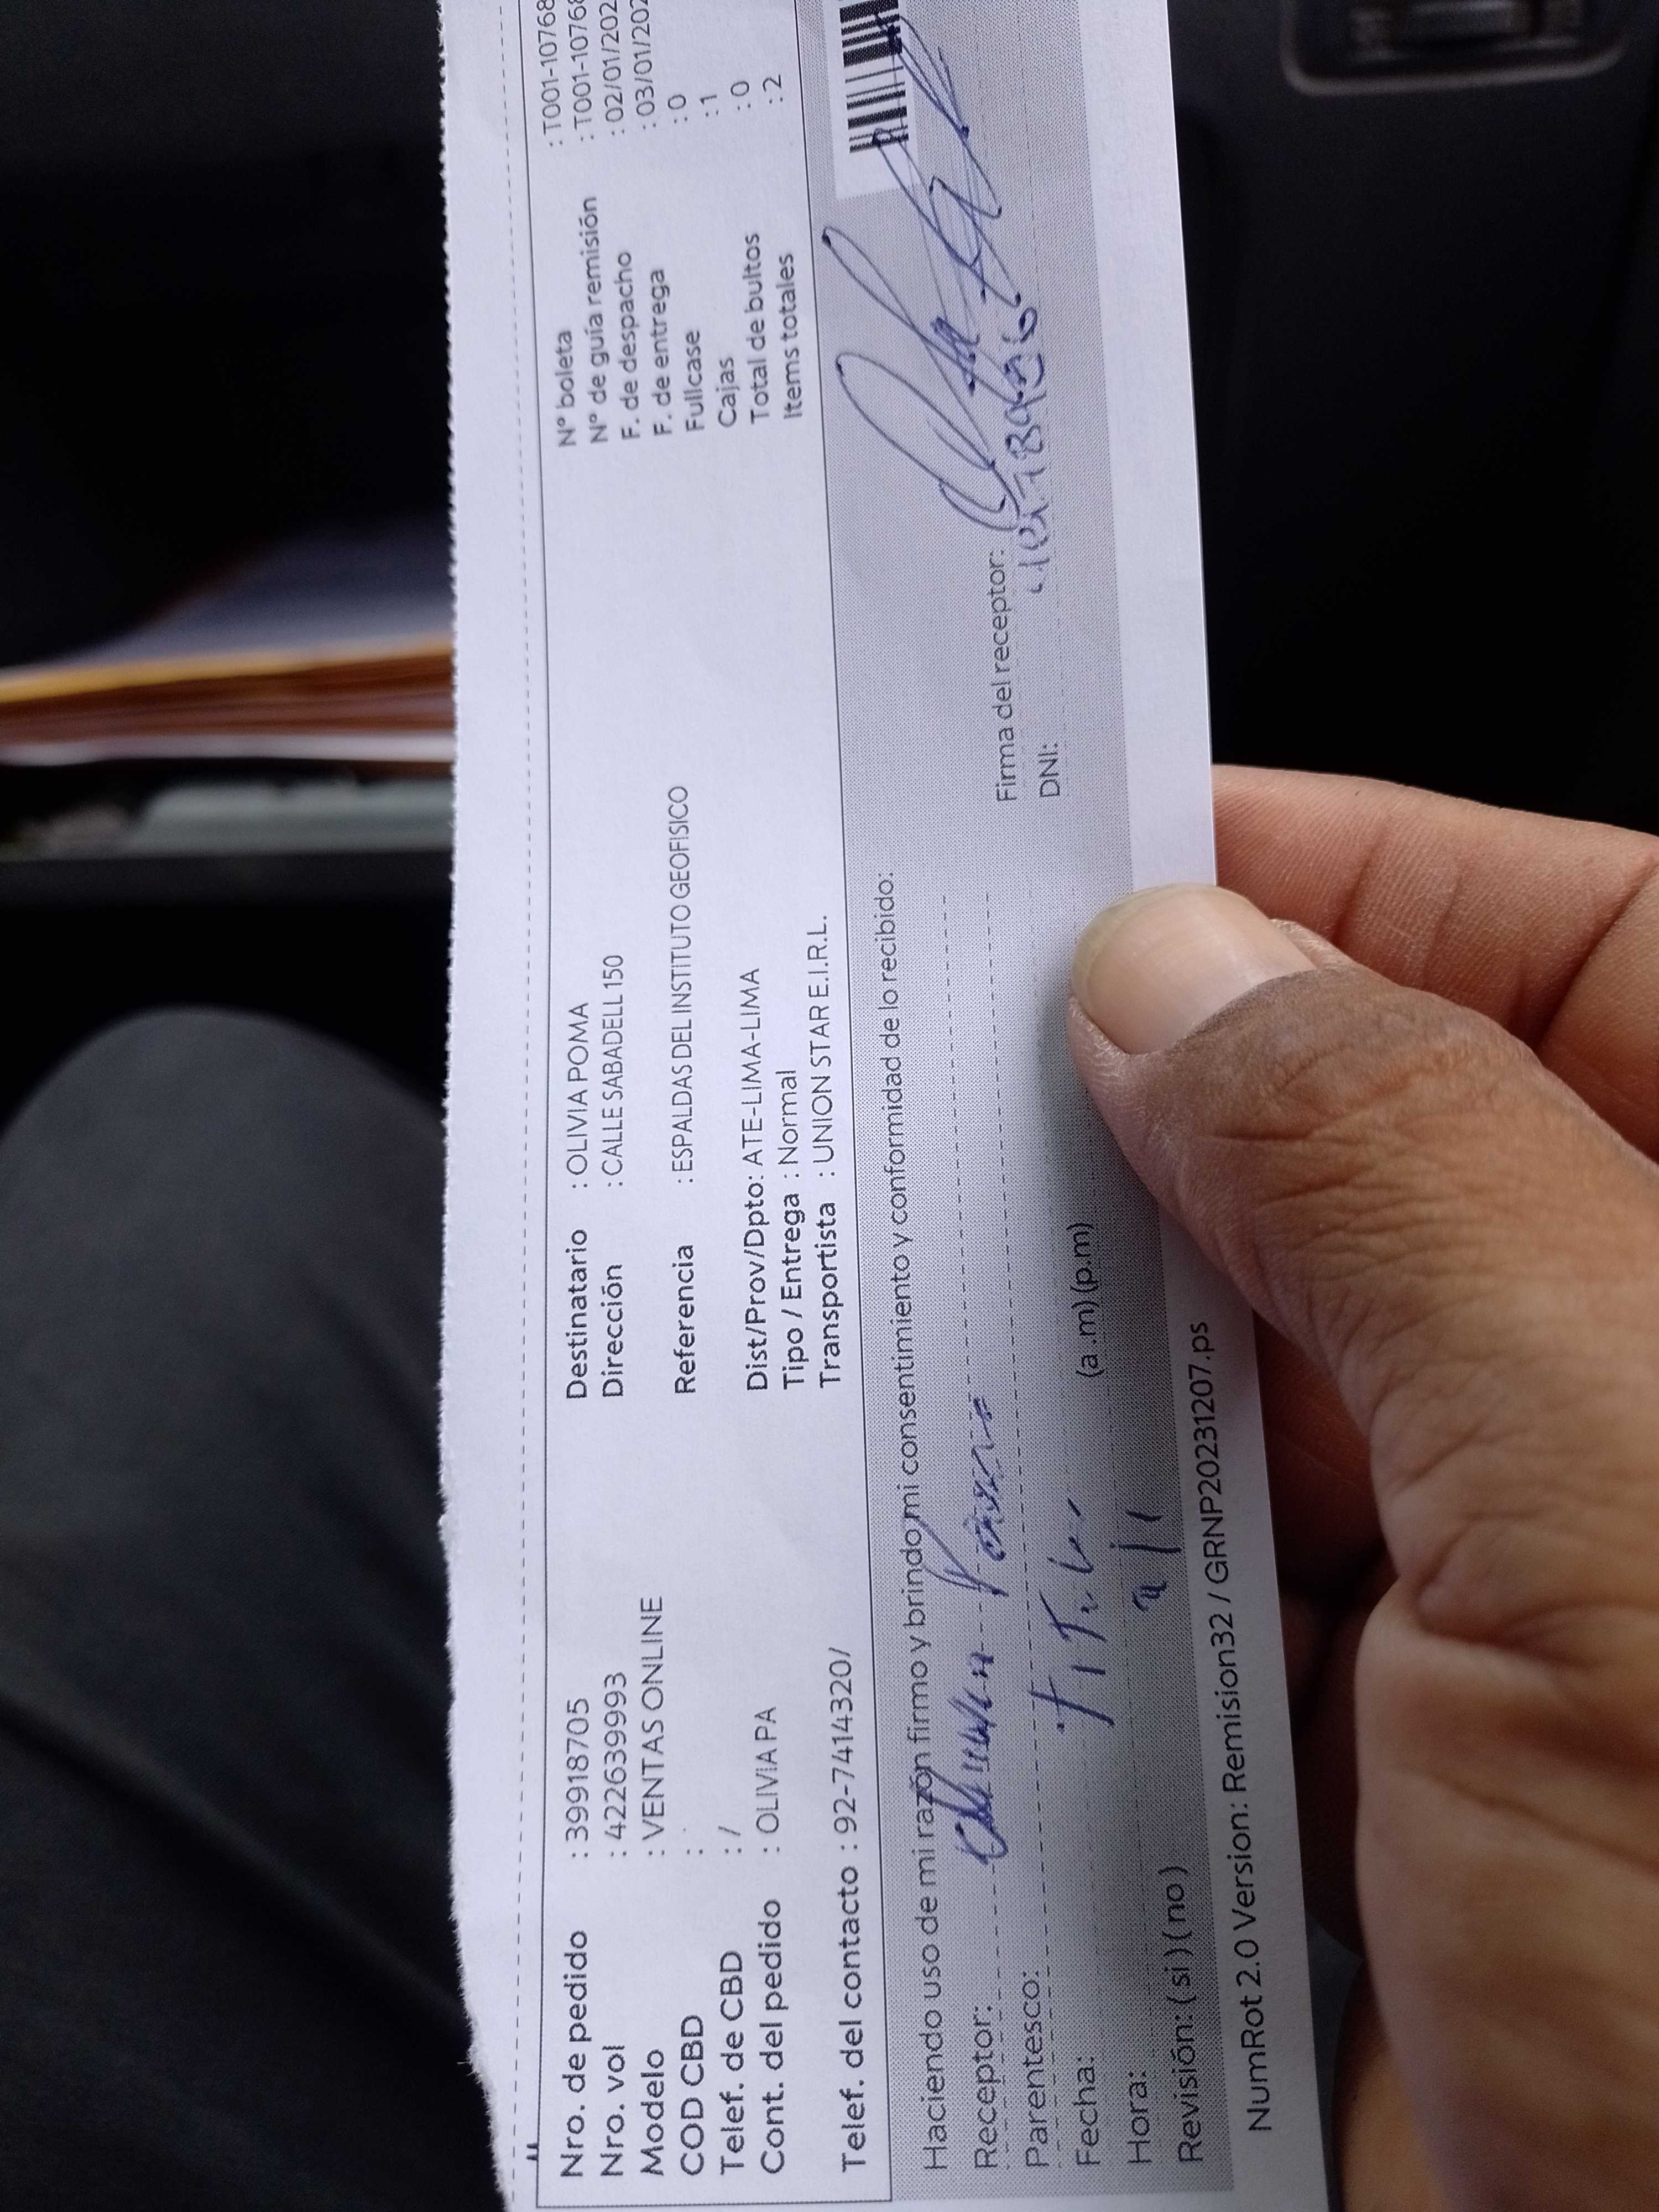 Nro. de pedido : 39918705
Nro. vol : 422639993
Modelo : VENTAS ONLINE
COD CBD :
Telef. de CBD : /
Cont. del pedido : OLIVIA PA
Telef. del contacto : 92-7414320/
Destinatario : OLIVIA POMA
Dirección : CALLE SABADELL 150
Referencia : ESPALDAS DEL INSTITUTO GEOFISICO
Dist/Prov/Dpto: ATE-LIMA-LIMA
Tipo / Entrega : Normal
Transportista : UNION STAR E.I.R.L.
N° boleta : T001-10768
N° de guía remisión : T001-10768
F. de despacho : 02/01/202
F. de entrega : 03/01/202
Fullcase : 0
Cajas : 1
Total de bultos : 0
Items totales : 2
Haciendo uso de mi razón firmo y brindo mi consentimiento y conformidad de lo recibido:
Receptor:
Parentesco:
Fecha:
Hora: (a.m) (p.m)
Revisión: ( si ) ( no )
Firma del receptor:
DNI:
NumRot 2.0 Version: Remision32 / GRNP20231207.ps